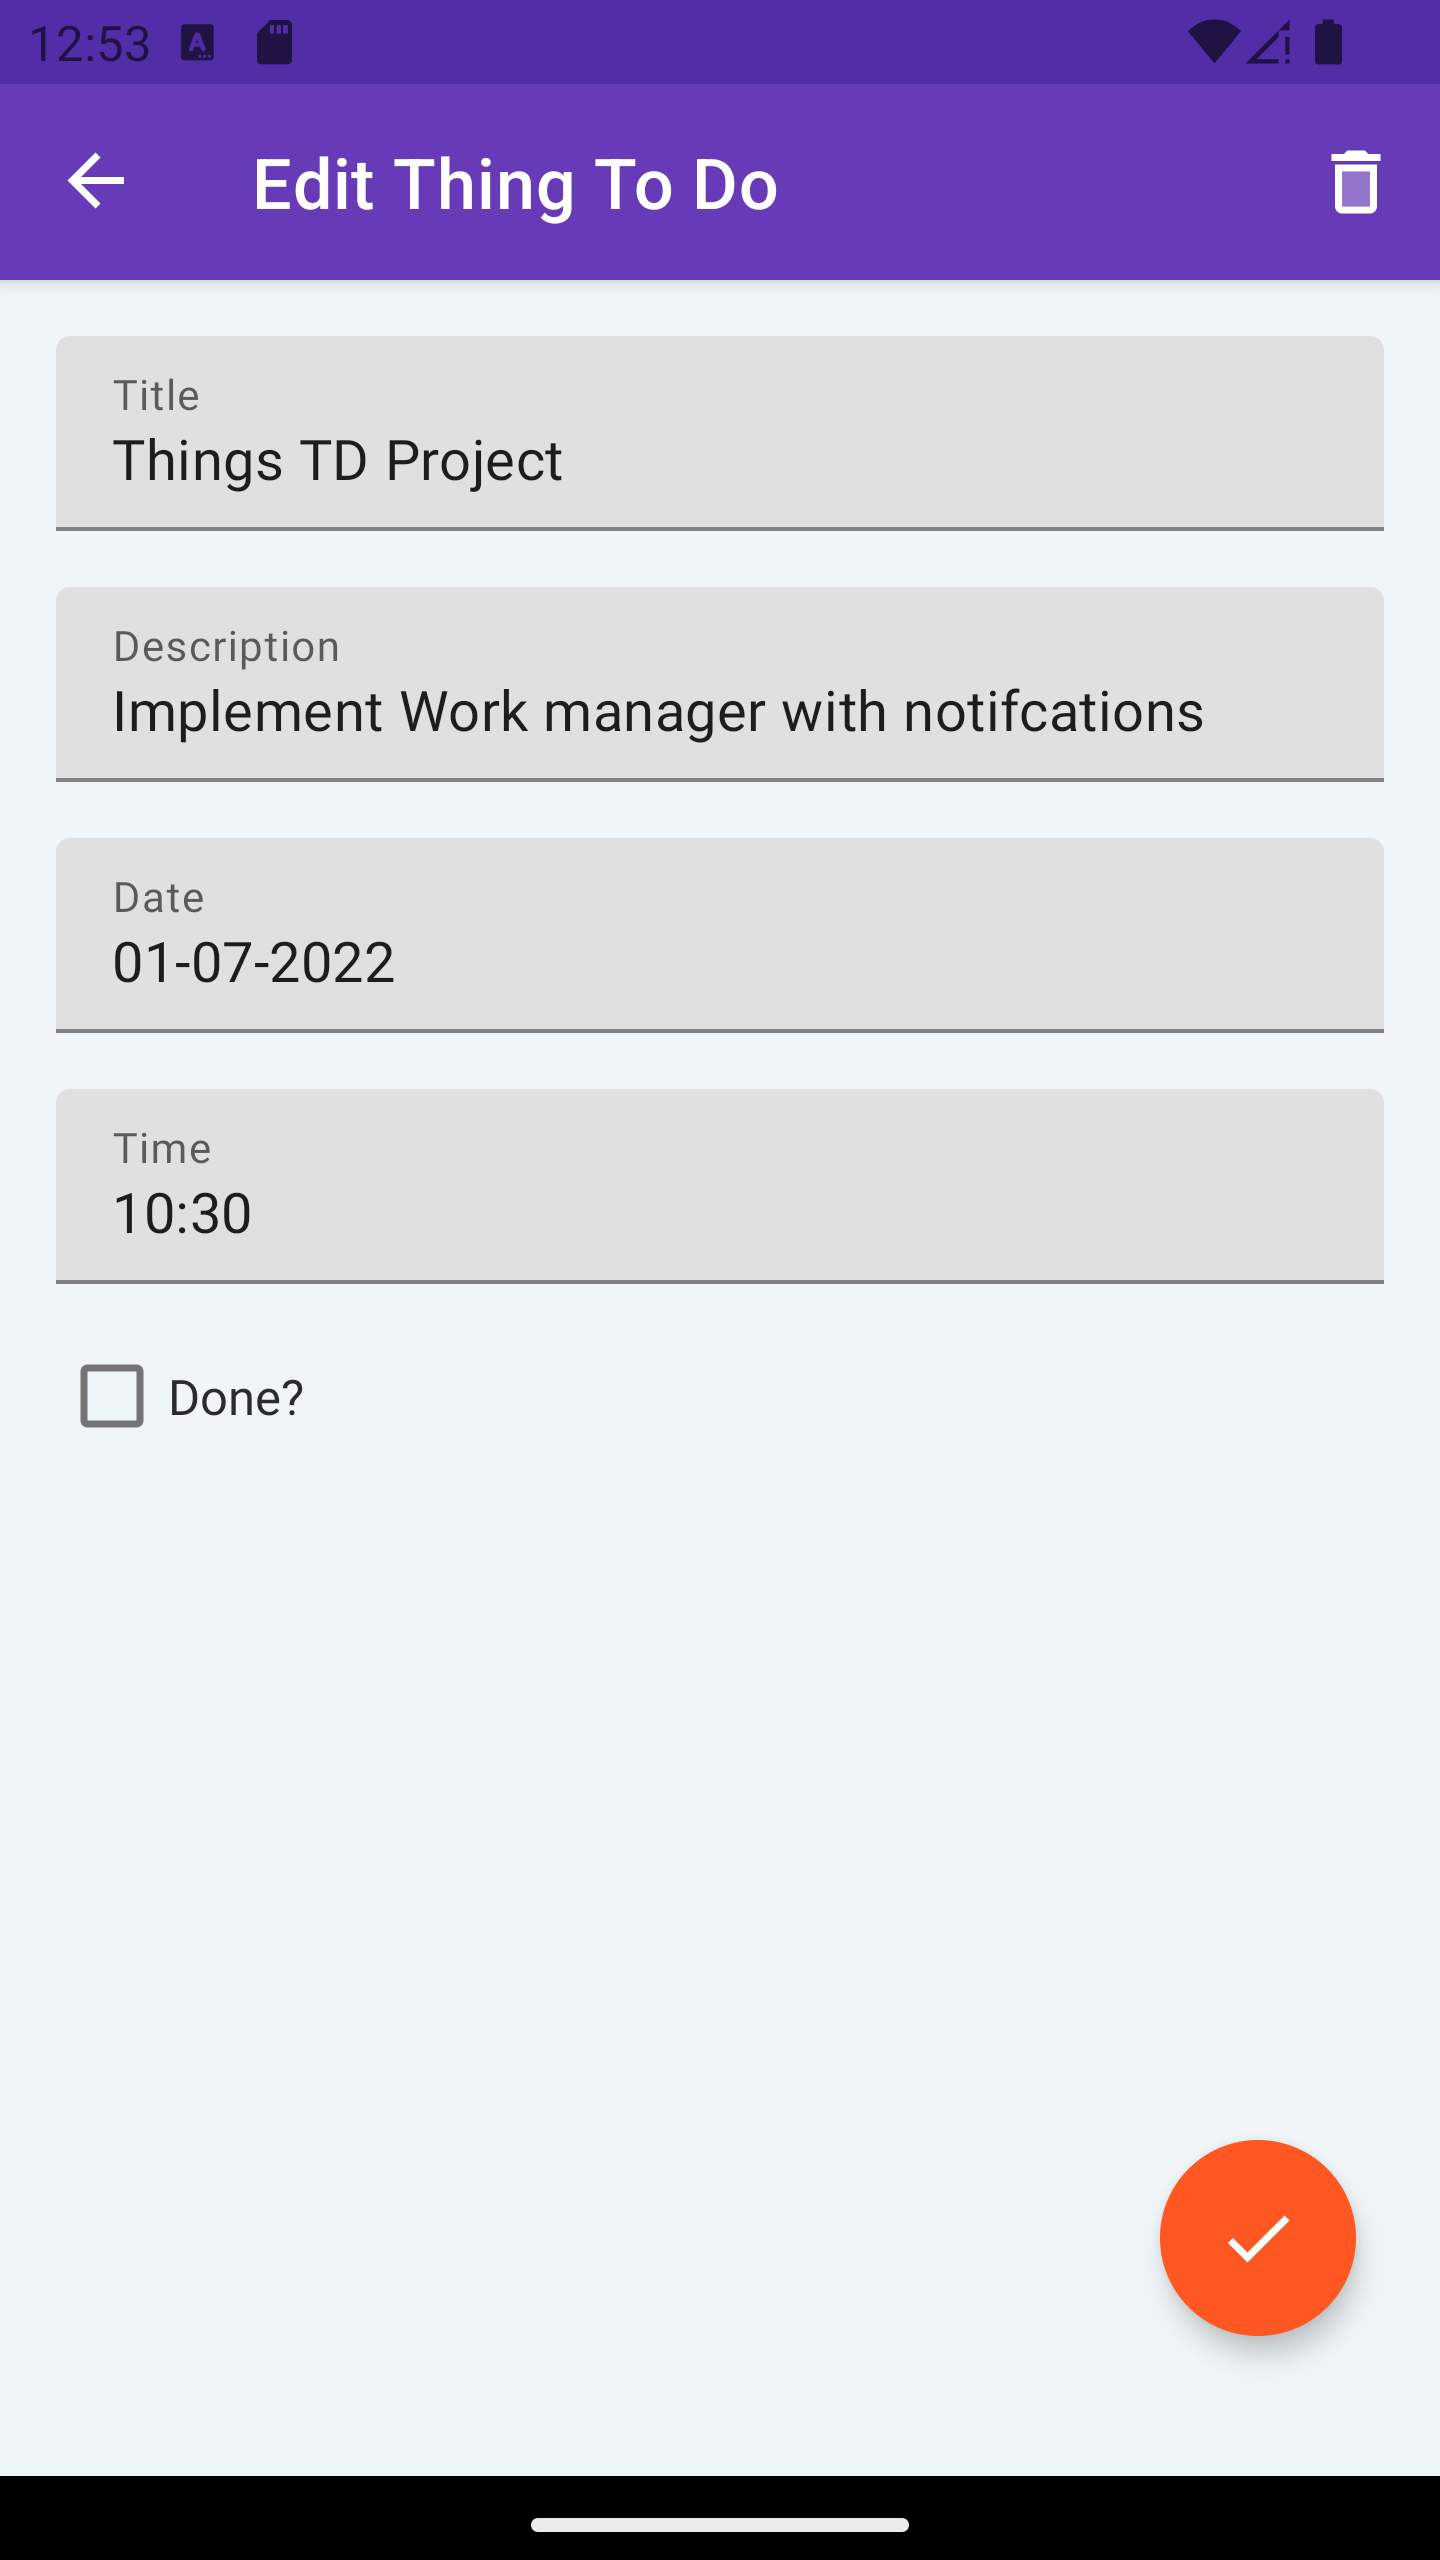 12:53
Edit Thing To Do
Title
Things TD Project
Description
Implement Work manager with notifcations
Date
01-07-2022
Time
10:30
Done?